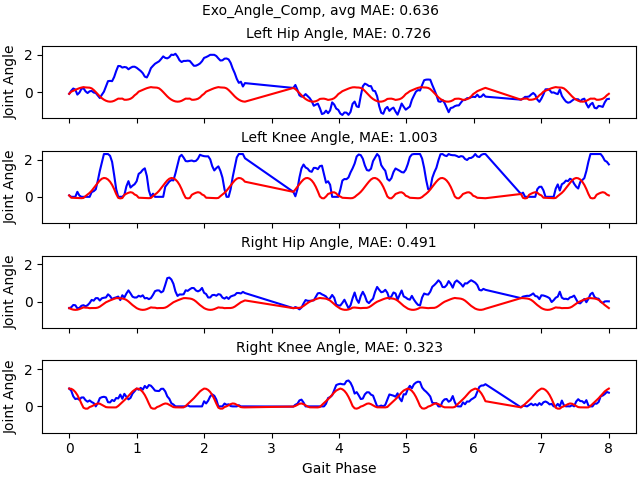 Exo_Angle_Comp, avg MAE: 0.636
Left Hip Angle, MAE: 0.726
Joint Angle
2
0
Left Knee Angle, MAE: 1.003
Joint Angle
2
0
Right Hip Angle, MAE: 0.491
Joint Angle
2
0
Right Knee Angle, MAE: 0.323
Joint Angle
2
0
0 1 2 3 4 5 6 7 8
Gait Phase